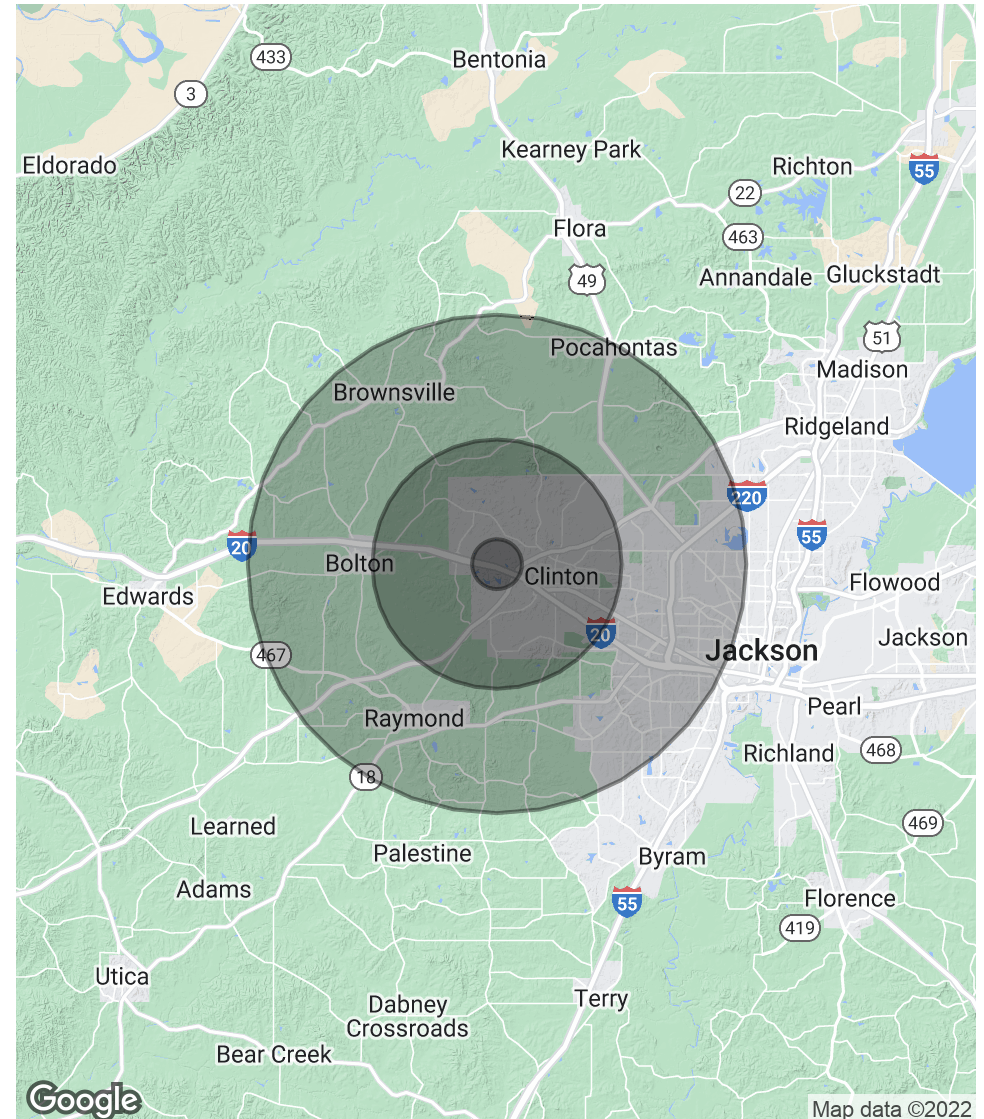 433
Bentonia
3
Kearney Park
Eldorado
Richton
55
22
Flora
463
Annandale
Gluckstadt
49
51
Pocahontas
Madison
Brownsville
Ridgeland
220
55
20
Bolton
Clinton
Flowood
Edwards
20
Jackson
Jackson
467
Pearl
Raymond
Richland
468
18
Learned
469
Palestine
Byram
Adams
Florence
55
419
Utica
Terry
Dabney
Crossroads
Bear Creek
Google
Map data ©2022